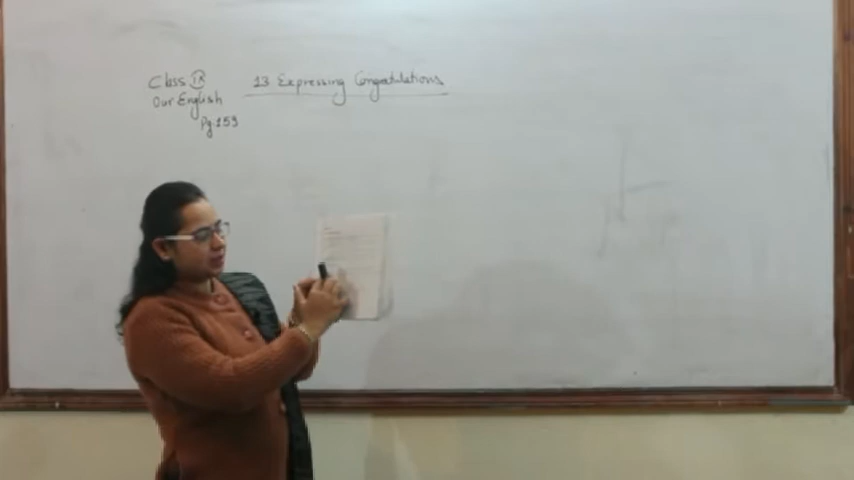 Class IX
13 Expressing Congratulations
Our English
Pg. 153